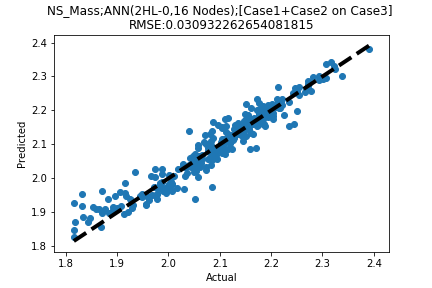 NS_Mass;ANN(2HL-0,16 Nodes);[Case1+Case2 on Case3]
RMSE:0.030932262654081815
2.4
2.3
2.2
2.1
2.0
1.9
1.8
Predicted
1.8 1.9 2.0 2.1 2.2 2.3 2.4
Actual